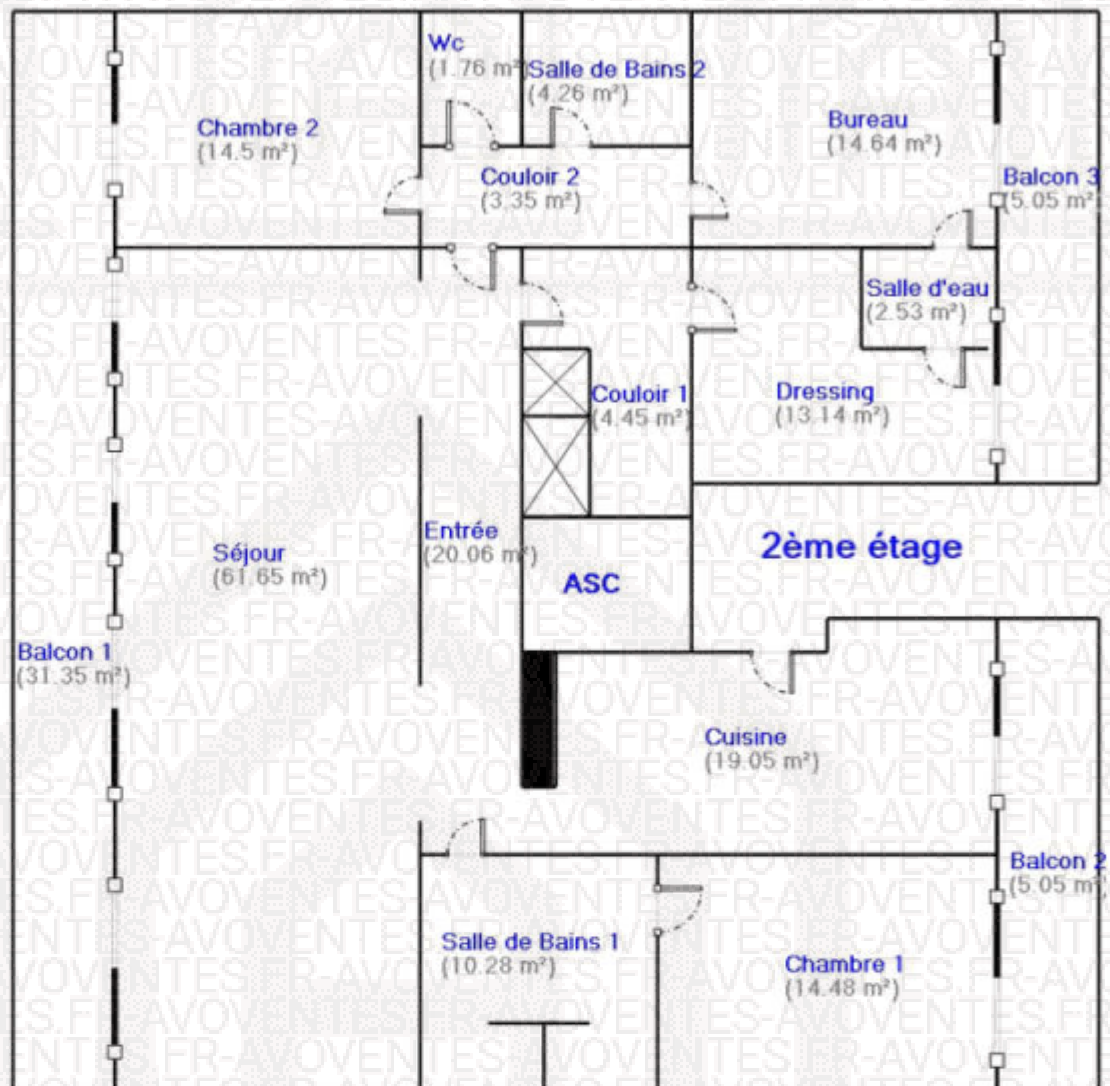 Wc
(1.76 m²)
Salle de Bains 2
(4.26 m²)
Chambre 2
(14.5 m²)
Bureau
(14.64 m²)
Couloir 2
(3.35 m²)
Balcon 3
(5.05 m²)
Salle d'eau
(2.53 m²)
Couloir 1
(4.45 m²)
Dressing
(13.14 m²)
Entrée
(20.06 m²)
Séjour
(61.65 m²)
2ème étage
ASC
Balcon 1
(31.35 m²)
Cuisine
(19.05 m²)
Balcon 2
(5.05 m²)
Salle de Bains 1
(10.28 m²)
Chambre 1
(14.48 m²)
AVOVENTES.FR-AVOVENTES.FR